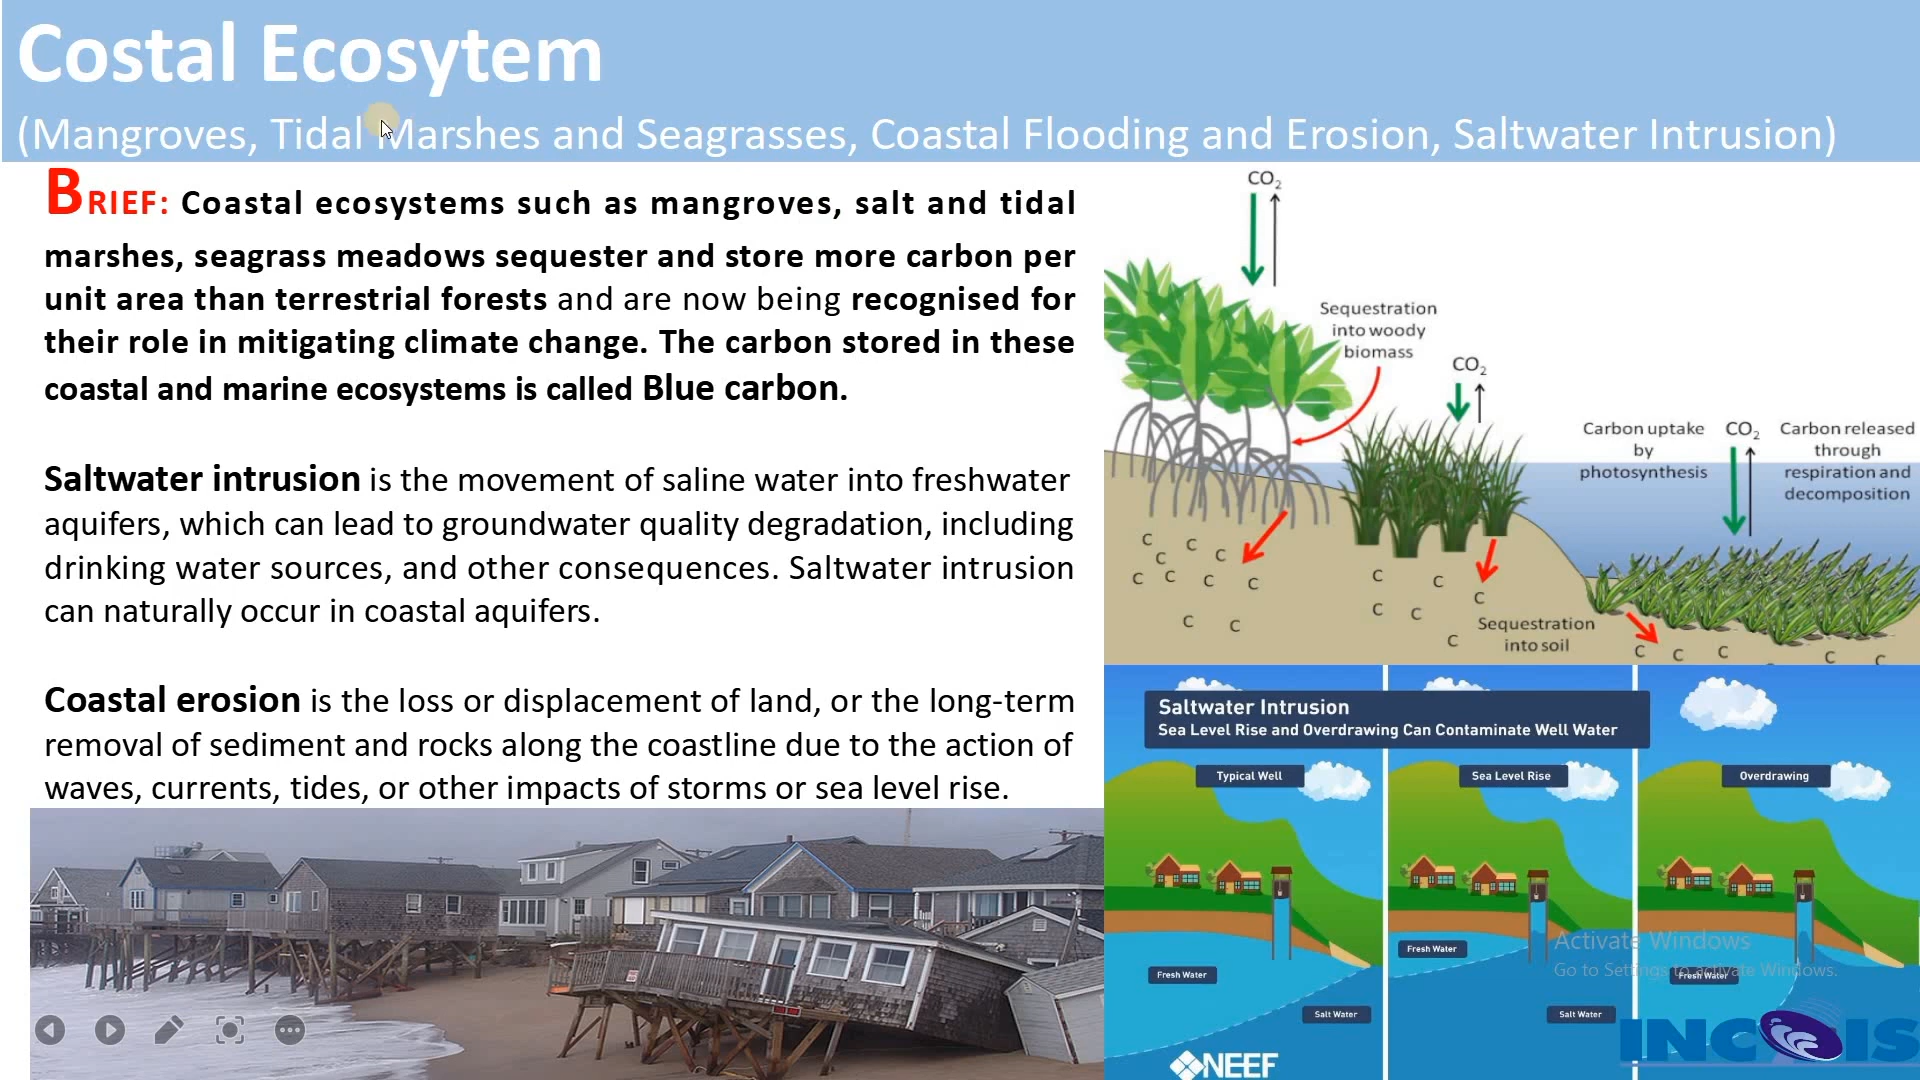 Costal Ecosytem
(Mangroves, Tidal Marshes and Seagrasses, Coastal Flooding and Erosion, Saltwater Intrusion)
BRIEF: Coastal ecosystems such as mangroves, salt and tidal
marshes, seagrass meadows sequester and store more carbon per
unit area than terrestrial forests and are now being recognised for
their role in mitigating climate change. The carbon stored in these
coastal and marine ecosystems is called Blue carbon.
Saltwater intrusion is the movement of saline water into freshwater
aquifers, which can lead to groundwater quality degradation, including
drinking water sources, and other consequences. Saltwater intrusion
can naturally occur in coastal aquifers.
Coastal erosion is the loss or displacement of land, or the long-term
removal of sediment and rocks along the coastline due to the action of
waves, currents, tides, or other impacts of storms or sea level rise.
CO2
Sequestration
into woody
biomass
CO2
Carbon uptake
by
photosynthesis
CO2
Carbon released
through
respiration and
decomposition
C C C C C C C C C C
C C C C C C
Sequestration
into soil
C C C C C
Saltwater Intrusion
Sea Level Rise and Overdrawing Can Contaminate Well Water
Typical Well
Sea Level Rise
Overdrawing
Fresh Water
Salt Water
Fresh Water
Salt Water
Fresh Water
Activate Windows
Go to Settings to activate Windows.
NEEF
INCOIS